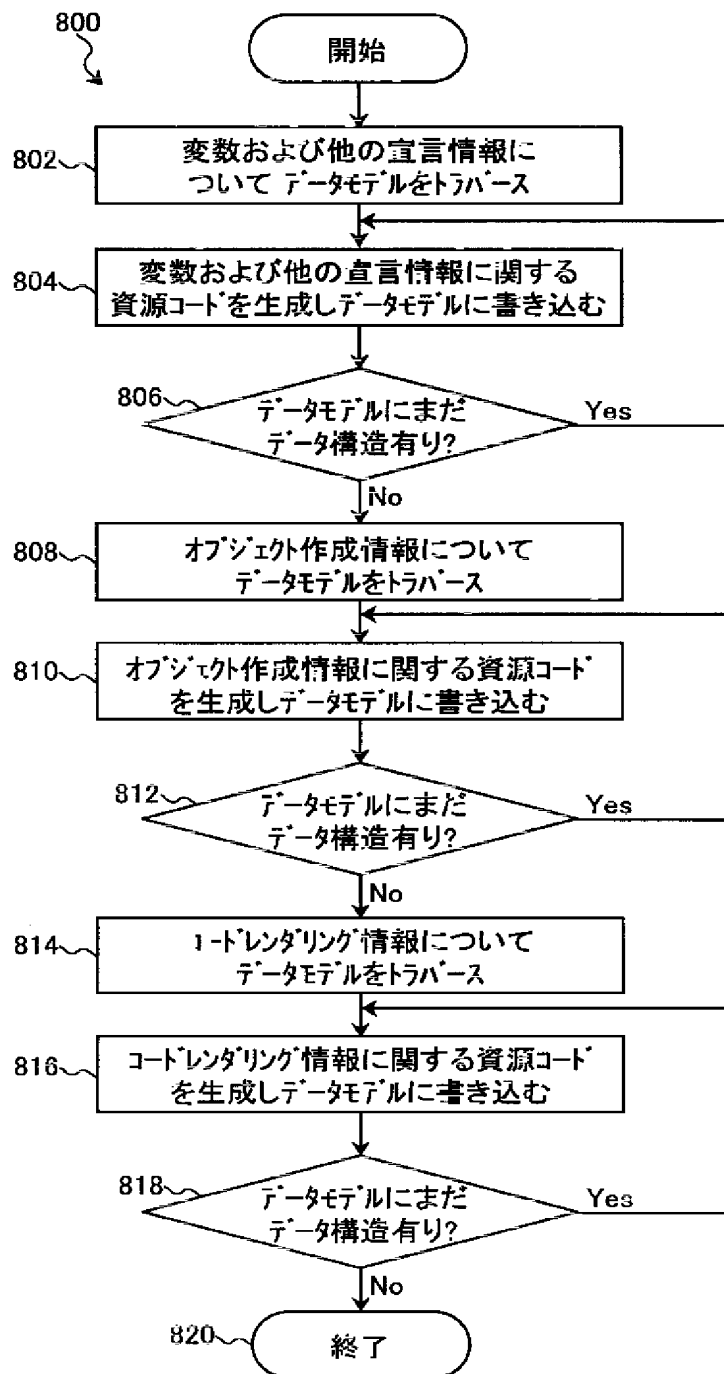 800
開始
802
変数および他の宣言情報に
ついてデータモデルをトラバース
804
変数および他の宣言情報に関する
資源コードを生成しデータモデルに書き込む
806
データモデルにまだ
データ構造有り?
Yes
No
808
オブジェクト作成情報について
データモデルをトラバース
810
オブジェクト作成情報に関する資源コード
を生成しデータモデルに書き込む
812
データモデルにまだ
データ構造有り?
Yes
No
814
コードレンダリング情報について
データモデルをトラバース
816
コードレンダリング情報に関する資源コード
を生成しデータモデルに書き込む
818
データモデルにまだ
データ構造有り?
Yes
No
820
終了